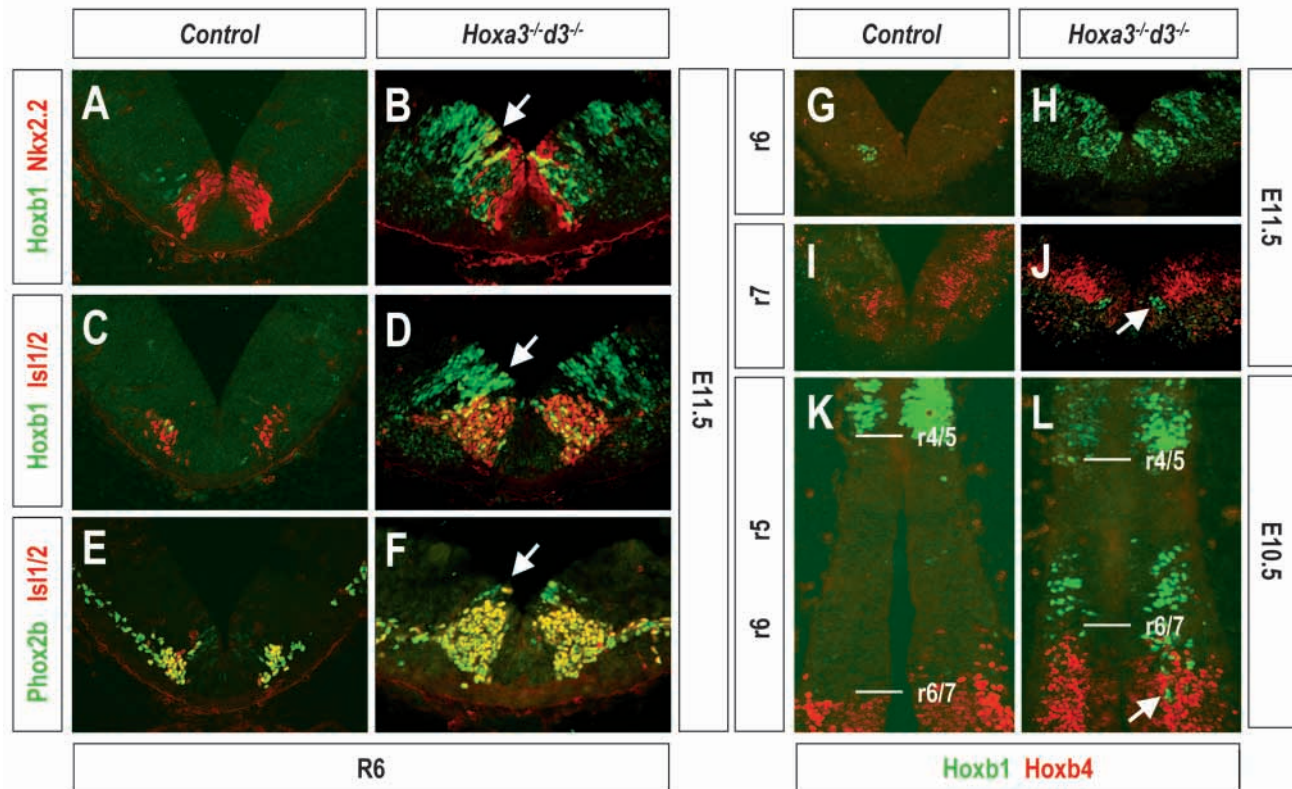 Control
Hoxa3-/-d3-/-
Control
Hoxa3-/-d3-/-
Hoxb1 Nkx2.2
A
B
Hoxb1 Isl1/2
C
D
Phox2b Isl1/2
E
F
E11.5
R6
r6
G
H
r7
I
J
E11.5
r5
r6
K
r4/5
r6/7
L
r4/5
r6/7
E10.5
Hoxb1 Hoxb4